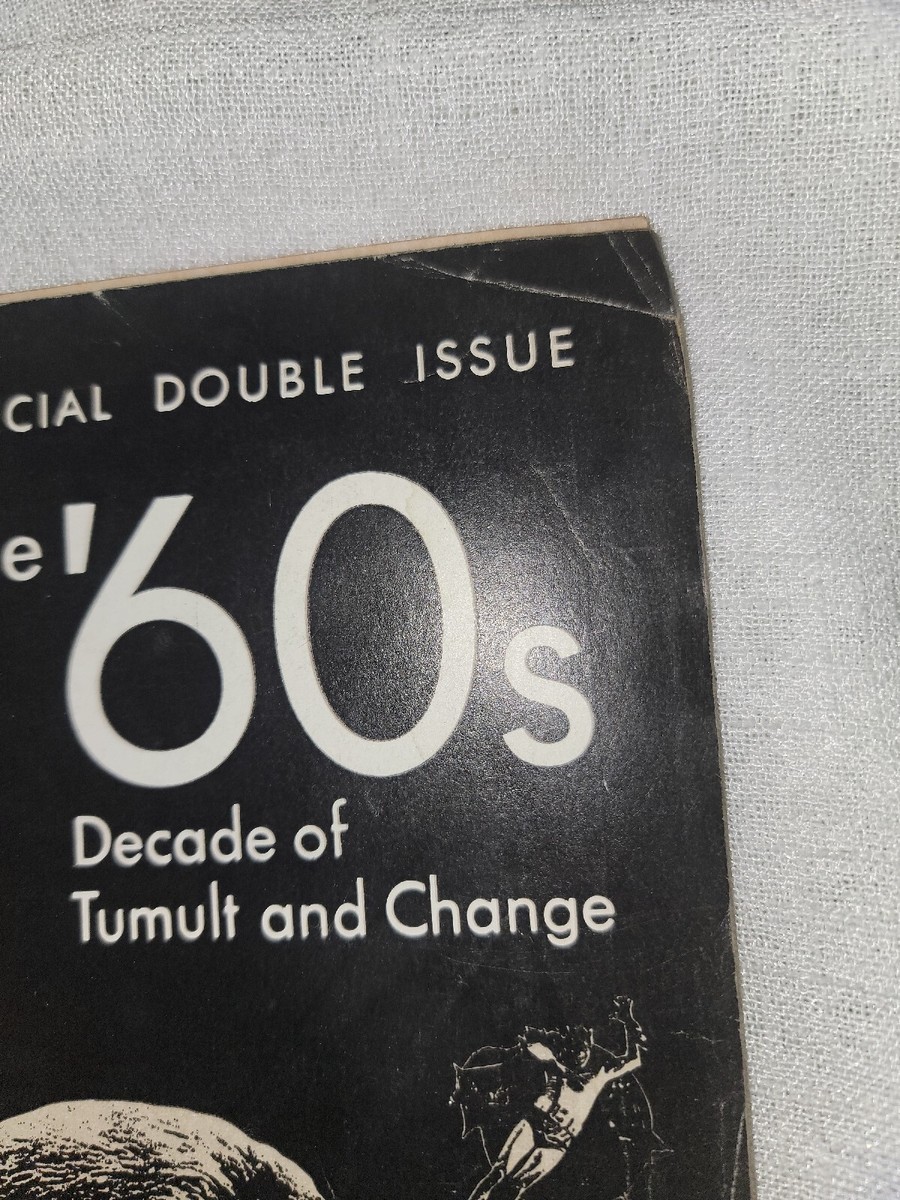 CIAL DOUBLE ISSUE
e '60s
Decade of
Tumult and Change